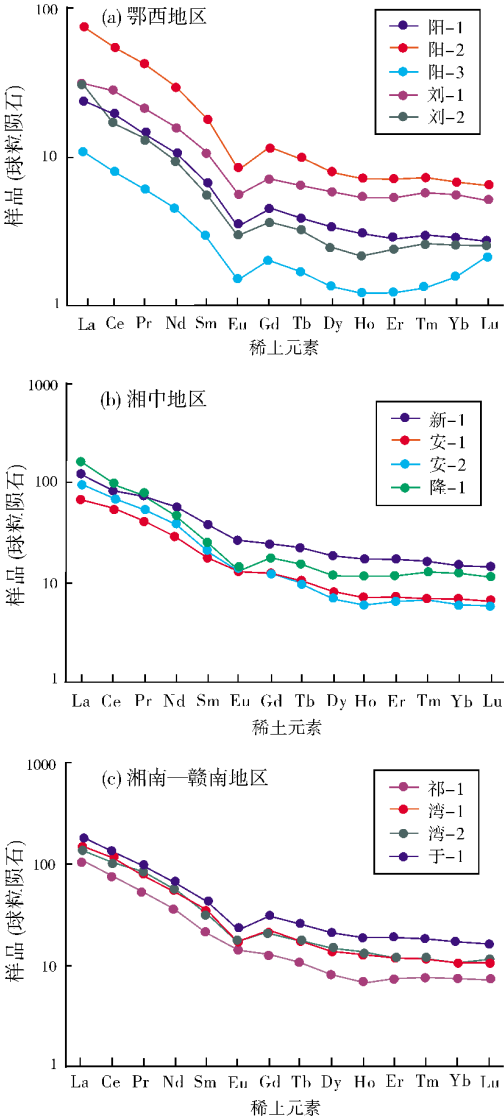 (a) 鄂西地区
阳-1
阳-2
阳-3
刘-1
刘-2
100
10
1
样品 (球粒陨石)
La Ce Pr Nd Sm Eu Gd Tb Dy Ho Er Tm Yb Lu
稀土元素
(b) 湘中地区
新-1
安-1
安-2
隆-1
1000
100
10
1
样品 (球粒陨石)
La Ce Pr Nd Sm Eu Gd Tb Dy Ho Er Tm Yb Lu
稀土元素
(c) 湘南—赣南地区
祁-1
湾-1
湾-2
于-1
1000
100
10
1
样品 (球粒陨石)
La Ce Pr Nd Sm Eu Gd Tb Dy Ho Er Tm Yb Lu
稀土元素